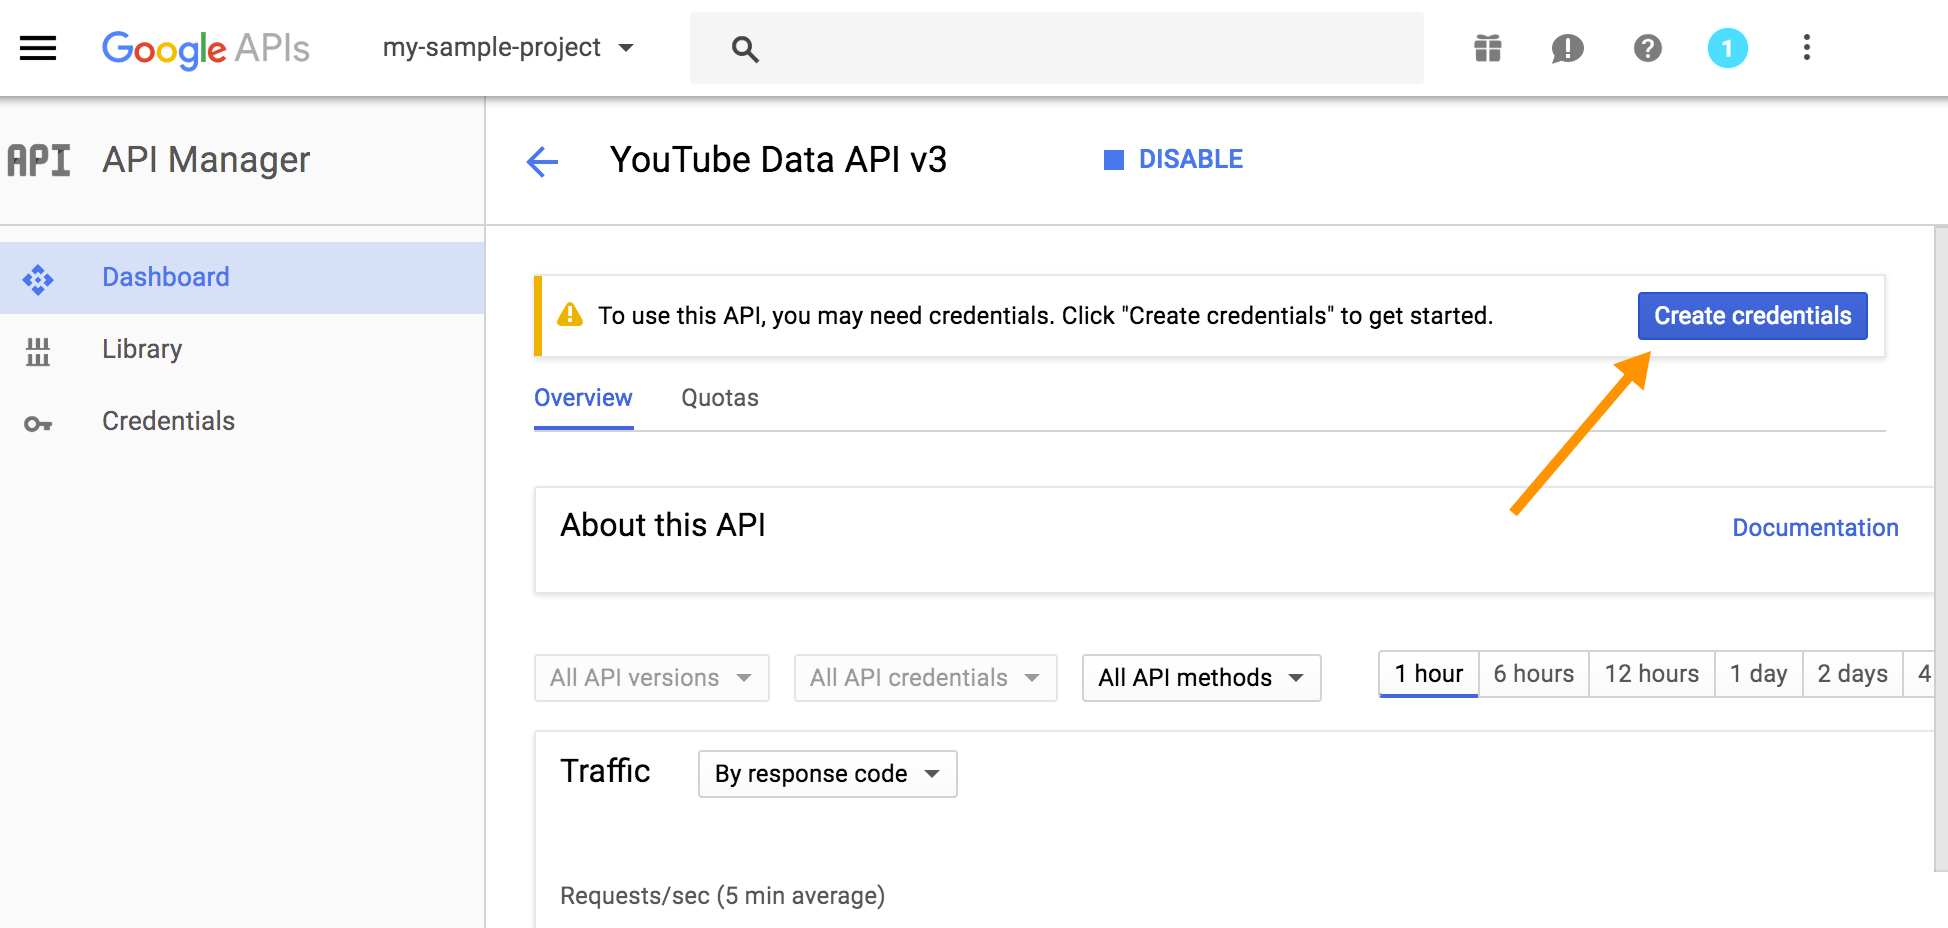 Google APIs
my-sample-project
1
API
API Manager
YouTube Data API v3
DISABLE
Dashboard
Library
Credentials
To use this API, you may need credentials. Click "Create credentials" to get started.
Create credentials
Overview
Quotas
About this API
Documentation
All API versions
All API credentials
All API methods
1 hour
6 hours
12 hours
1 day
2 days
4
Traffic
By response code
Requests/sec (5 min average)